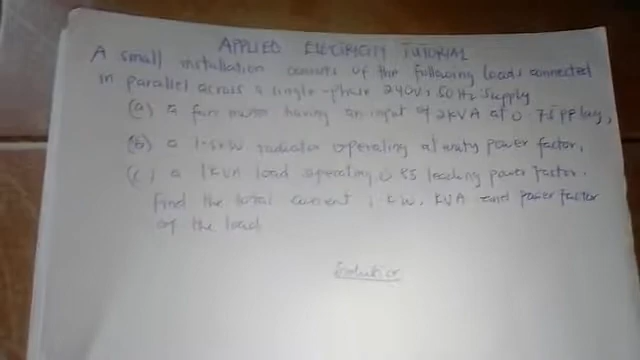 APPLIED ELECTRICITY TUTORIAL
A small installation consists of the following loads connected
in parallel across a single-phase 240V, 50Hz supply
(a) a fan motor having an input of 2KVA at 0.75 pf lag,
(b) a 1.5kW radiator operating at unity power factor.
(c) a 1KVA load operating 0.85 leading power factor.
Find the total current, kW, KVA and power factor
of the load
Solution